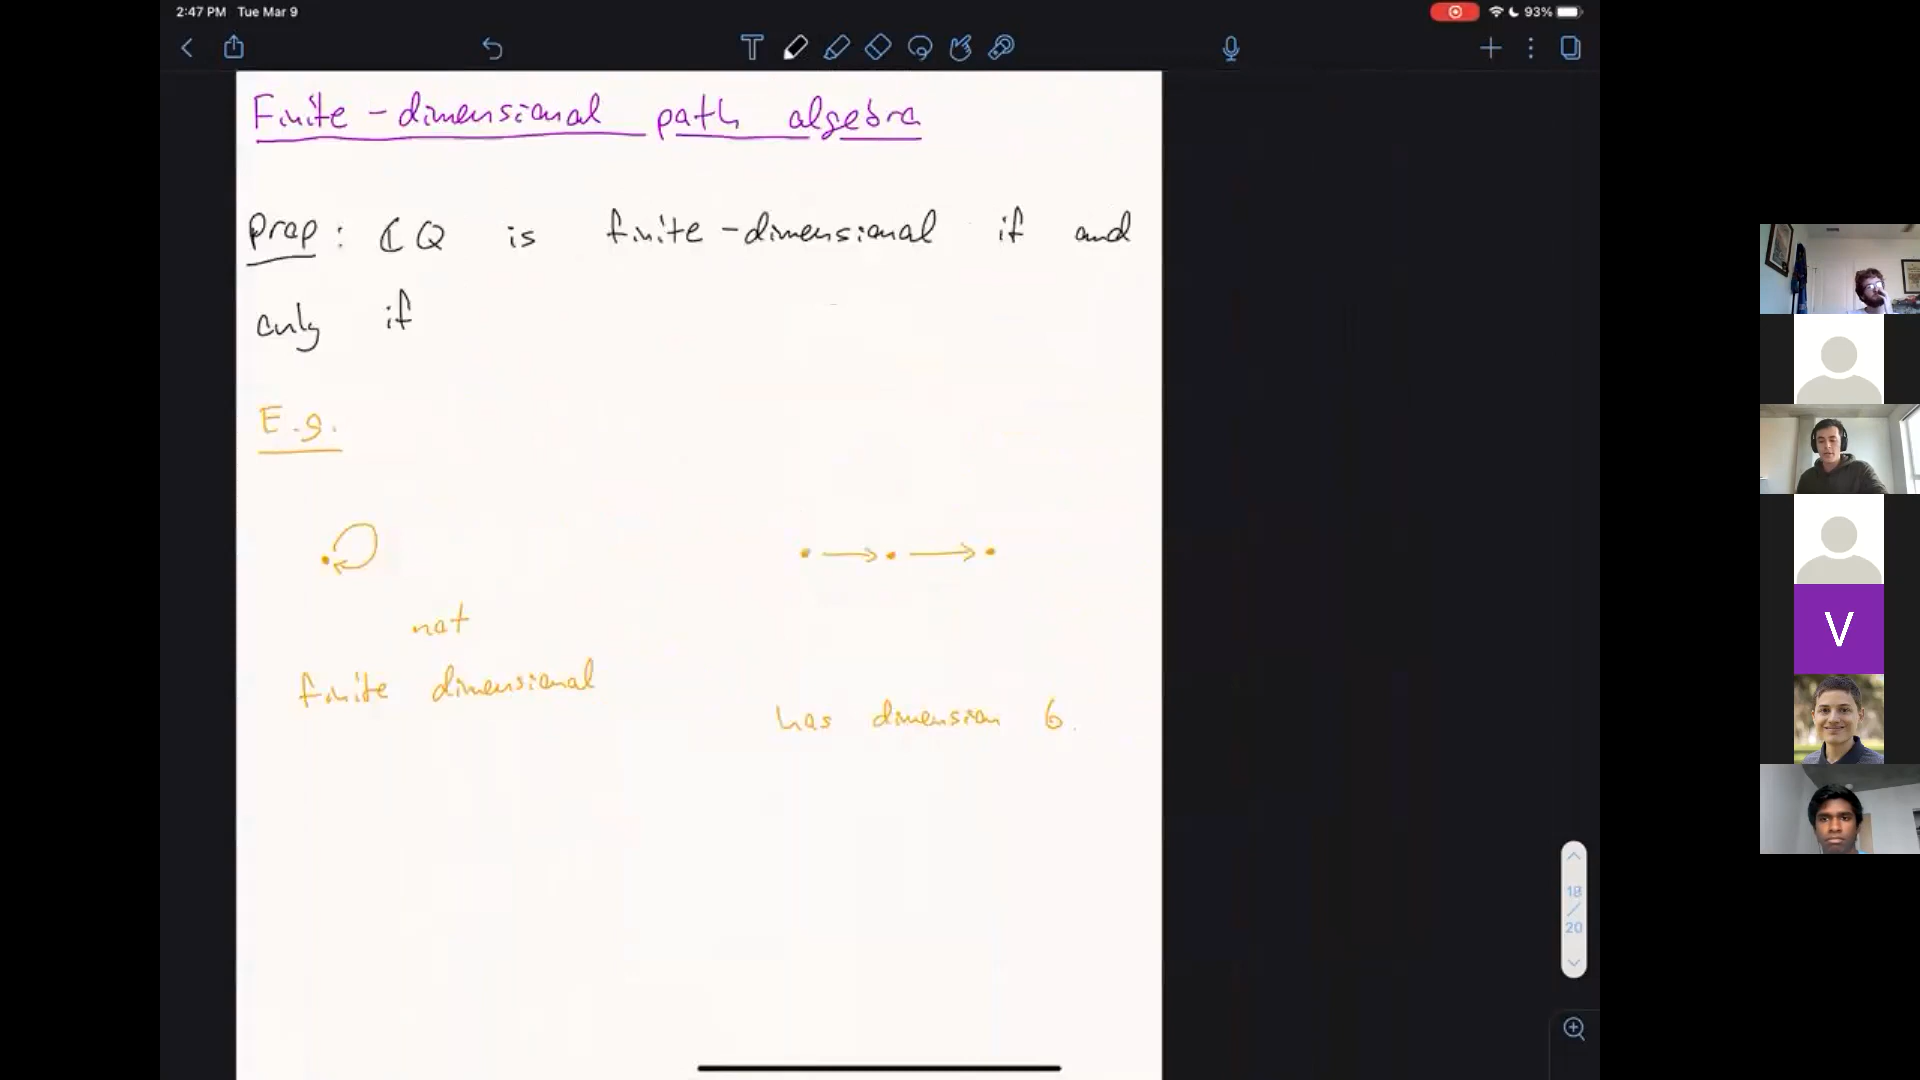 2:47 PM Tue Mar 9
93%
Finite-dimensional path algebra
Prop: ℂQ is finite-dimensional if and
only if
E.g.
not
finite dimensional
has dimension 6.
V
18
/
20